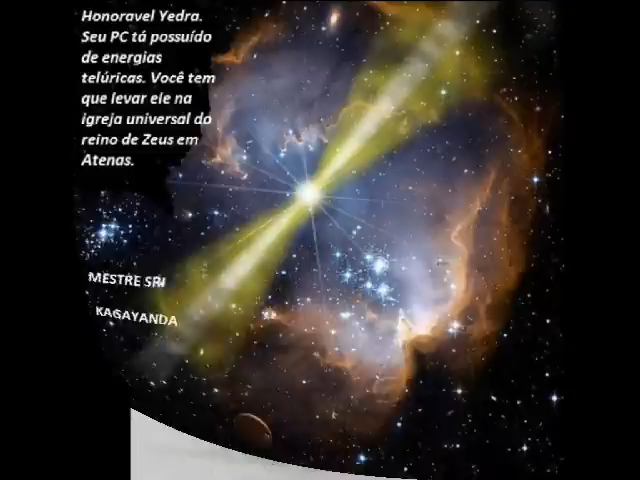 Honoravel Yedra.
Seu PC tá possuído
de energias
telúricas. Você tem
que levar ele na
igreja universal do
reino de Zeus em
Atenas.
MESTRE SRI
KAGAYANDA